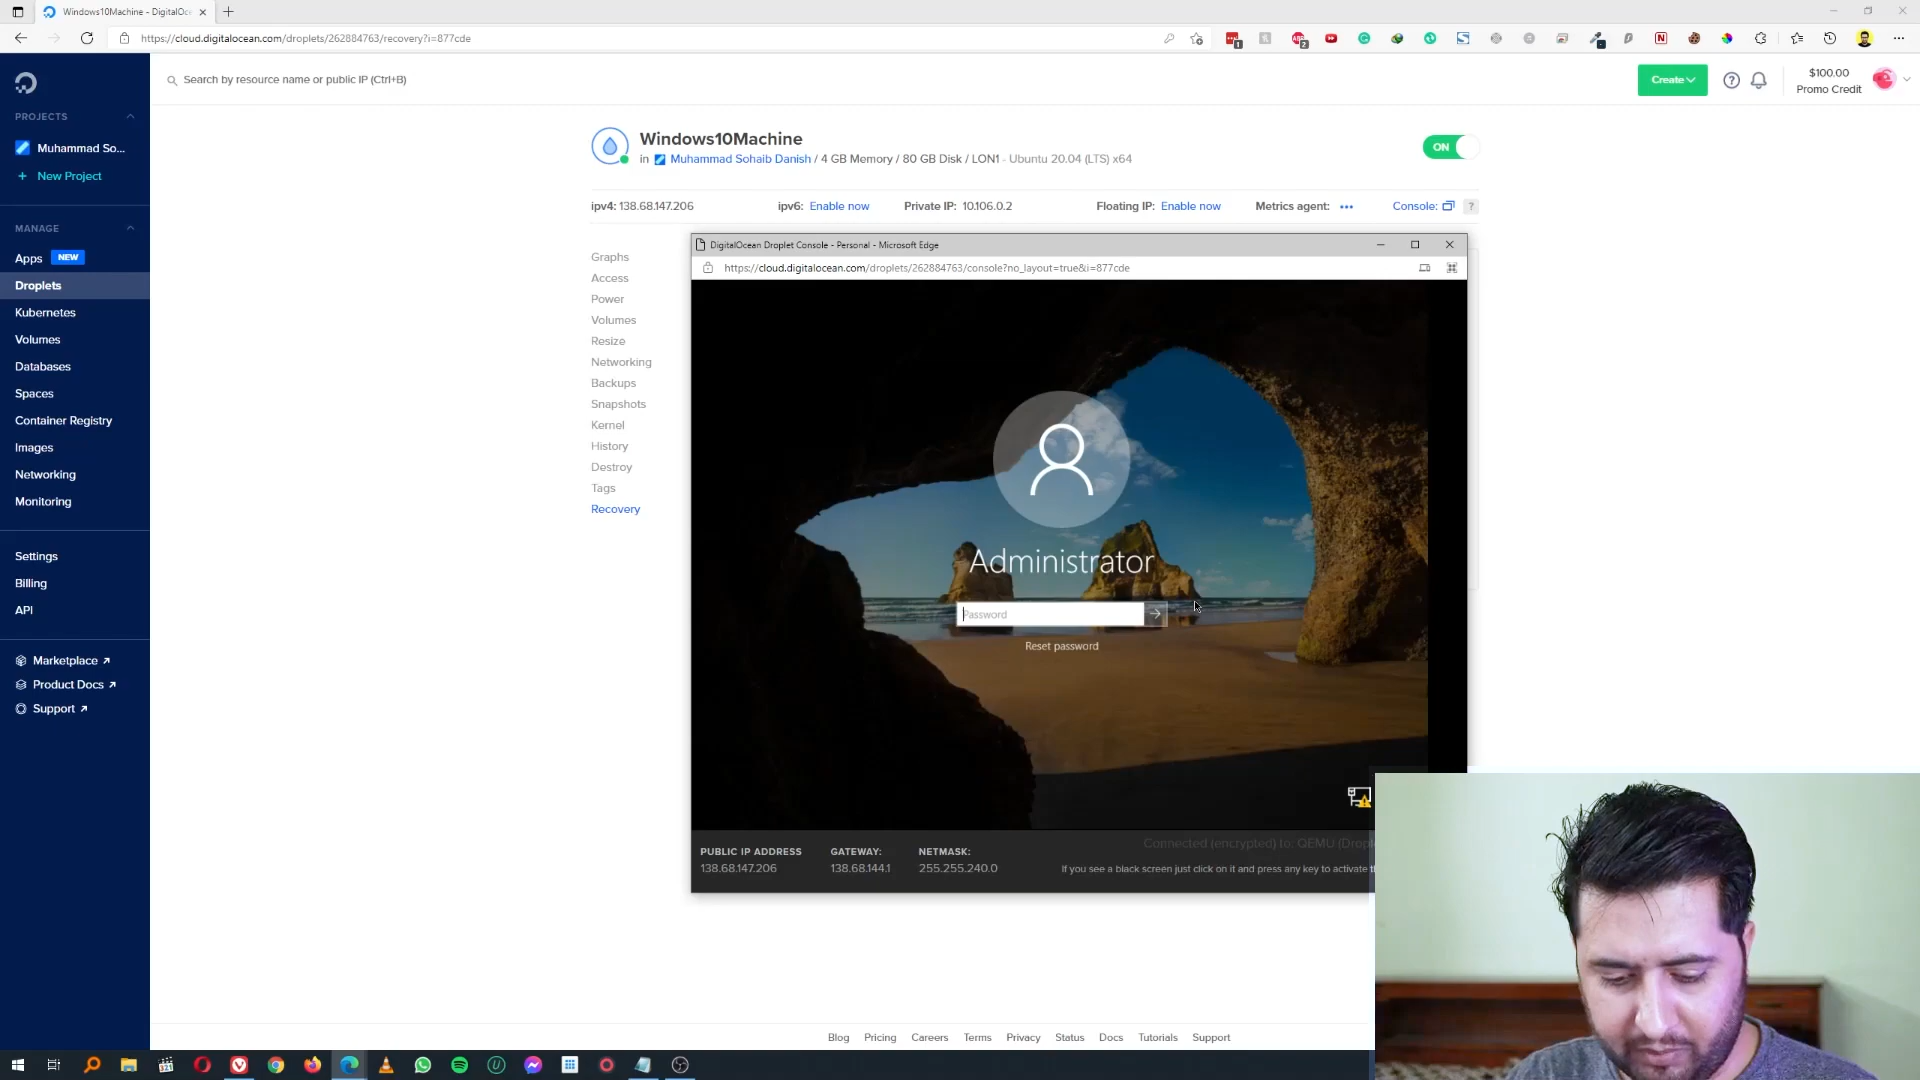 Windows10Machine - DigitalOce
https://cloud.digitalocean.com/droplets/262884763/recovery?i=877cde
Search by resource name or public IP (Ctrl+B)
Create
$100.00
Promo Credit
PROJECTS
Muhammad So...
+ New Project
MANAGE
Apps NEW
Droplets
Kubernetes
Volumes
Databases
Spaces
Container Registry
Images
Networking
Monitoring
Settings
Billing
API
Marketplace
Product Docs
Support
Windows10Machine
in Muhammad Sohaib Danish / 4 GB Memory / 80 GB Disk / LON1 - Ubuntu 20.04 (LTS) x64
ON
ipv4: 138.68.147.206 ipv6: Enable now Private IP: 10.106.0.2 Floating IP: Enable now Metrics agent: ••• Console: ?
Graphs
Access
Power
Volumes
Resize
Networking
Backups
Snapshots
Kernel
History
Destroy
Tags
Recovery
DigitalOcean Droplet Console - Personal - Microsoft Edge
https://cloud.digitalocean.com/droplets/262884763/console?no_layout=true&i=877cde
Administrator
Password
Reset password
Connected (encrypted) to: QEMU (Drop
PUBLIC IP ADDRESS GATEWAY: NETMASK:
138.68.147.206 138.68.144.1 255.255.240.0
If you see a black screen just click on it and press any key to activate
Blog Pricing Careers Terms Privacy Status Docs Tutorials Support